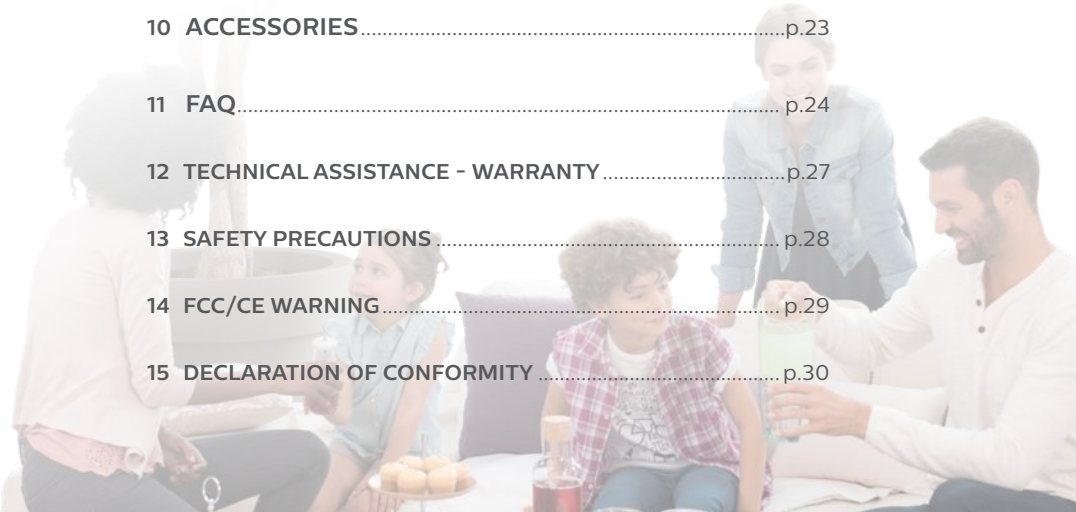 10 ACCESSORIES........................................................................................p.23
11 FAQ.............................................................................................................. p.24
12 TECHNICAL ASSISTANCE - WARRANTY.....................................p.27
13 SAFETY PRECAUTIONS ...................................................................... p.28
14 FCC/CE WARNING................................................................................ p.29
15 DECLARATION OF CONFORMITY .................................................p.30